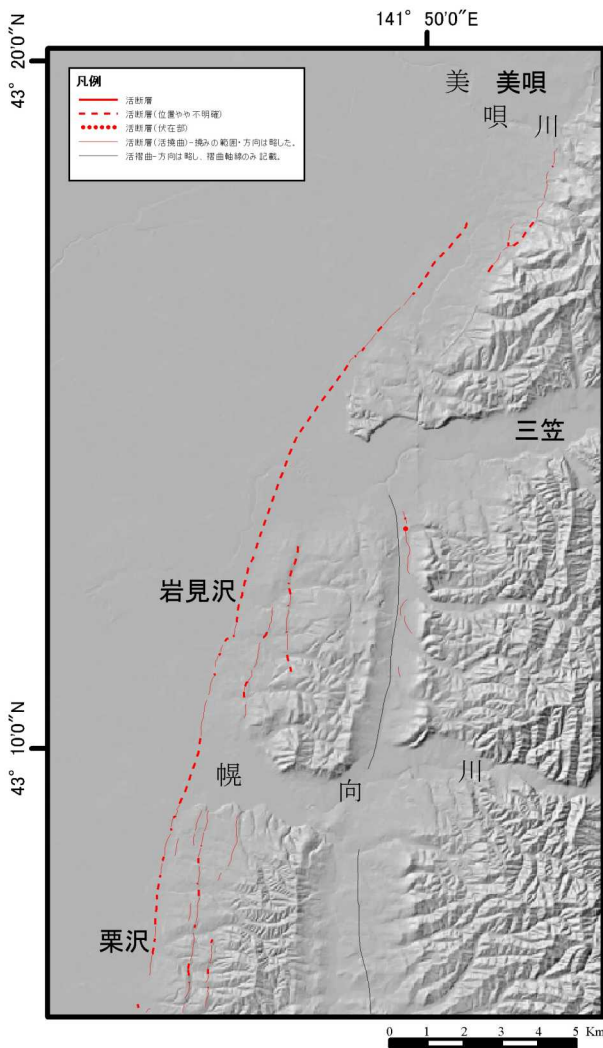 141° 50'0"E
43° 20'0"N
凡例
活断層
活断層(位置やや不明確)
活断層(伏在部)
活断層(活撓曲)-撓みの範囲・方向は略した。
活褶曲-方向は略し、褶曲軸線のみ記載。
美 美唄
唄 川
三笠
岩見沢
43° 10'0"N
幌 向 川
栗沢
0 1 2 3 4 5 Km